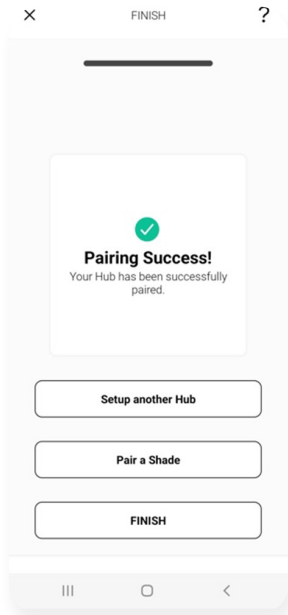 FINISH ?
Pairing Success!
Your Hub has been successfully
paired.
Setup another Hub
Pair a Shade
FINISH